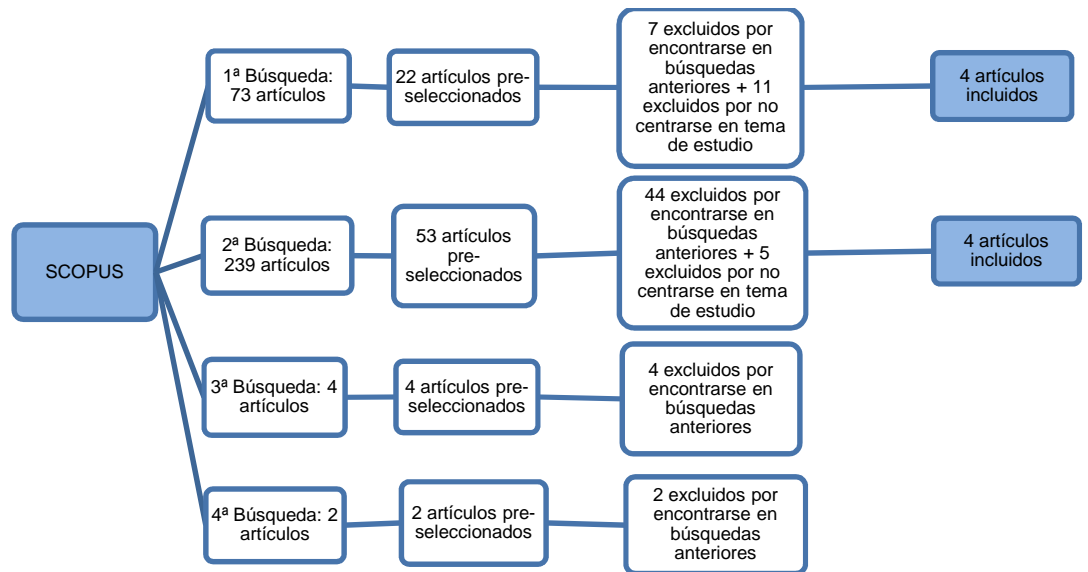 SCOPUS
1ª Búsqueda:
73 artículos
22 artículos pre-
seleccionados
7 excluidos por
encontrarse en
búsquedas
anteriores + 11
excluidos por no
centrarse en tema
de estudio
4 artículos
incluidos
2ª Búsqueda:
239 artículos
53 artículos
pre-
seleccionados
44 excluidos por
encontrarse en
búsquedas
anteriores + 5
excluidos por no
centrarse en tema
de estudio
4 artículos
incluidos
3ª Búsqueda: 4
artículos
4 artículos pre-
seleccionados
4 excluidos por
encontrarse en
búsquedas
anteriores
4ª Búsqueda: 2
artículos
2 artículos pre-
seleccionados
2 excluidos por
encontrarse en
búsquedas
anteriores